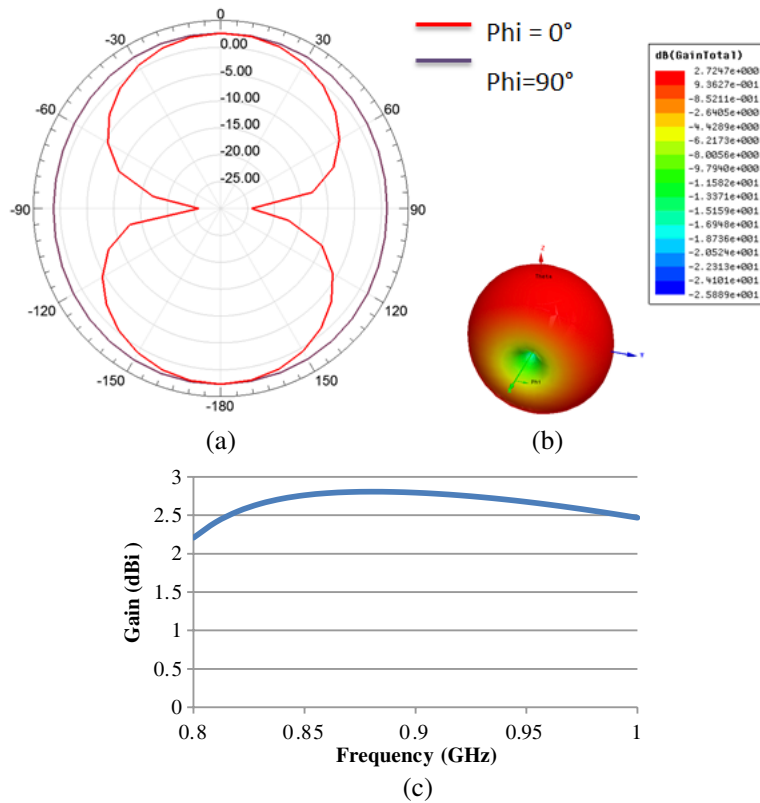 0
-30
30
-60
60
-90
90
-120
120
-150
150
-180
0.00
-5.00
-10.00
-15.00
-20.00
-25.00
Phi = 0°
Phi=90°
dB(GainTotal)
2.7247e+000
9.3627e-001
-8.5211e-001
-2.6405e+000
-4.4289e+000
-6.2173e+000
-8.0056e+000
-9.7940e+000
-1.1582e+001
-1.3371e+001
-1.5159e+001
-1.6948e+001
-1.8736e+001
-2.0524e+001
-2.2313e+001
-2.4101e+001
-2.5889e+001
Z
Theta
Y
Phi
(a)
(b)
3
2.5
2
1.5
1
0.5
0
Gain (dBi )
0.8
0.85
0.9
0.95
1
Frequency (GHz)
(c)